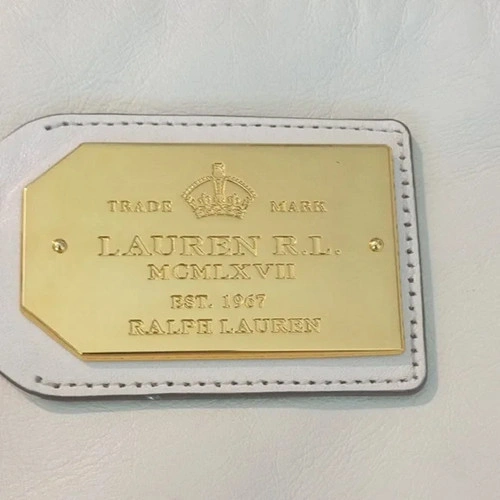 TRADE MARK
LAUREN R.L.
MCMLXVII
EST. 1967
RALPH LAUREN